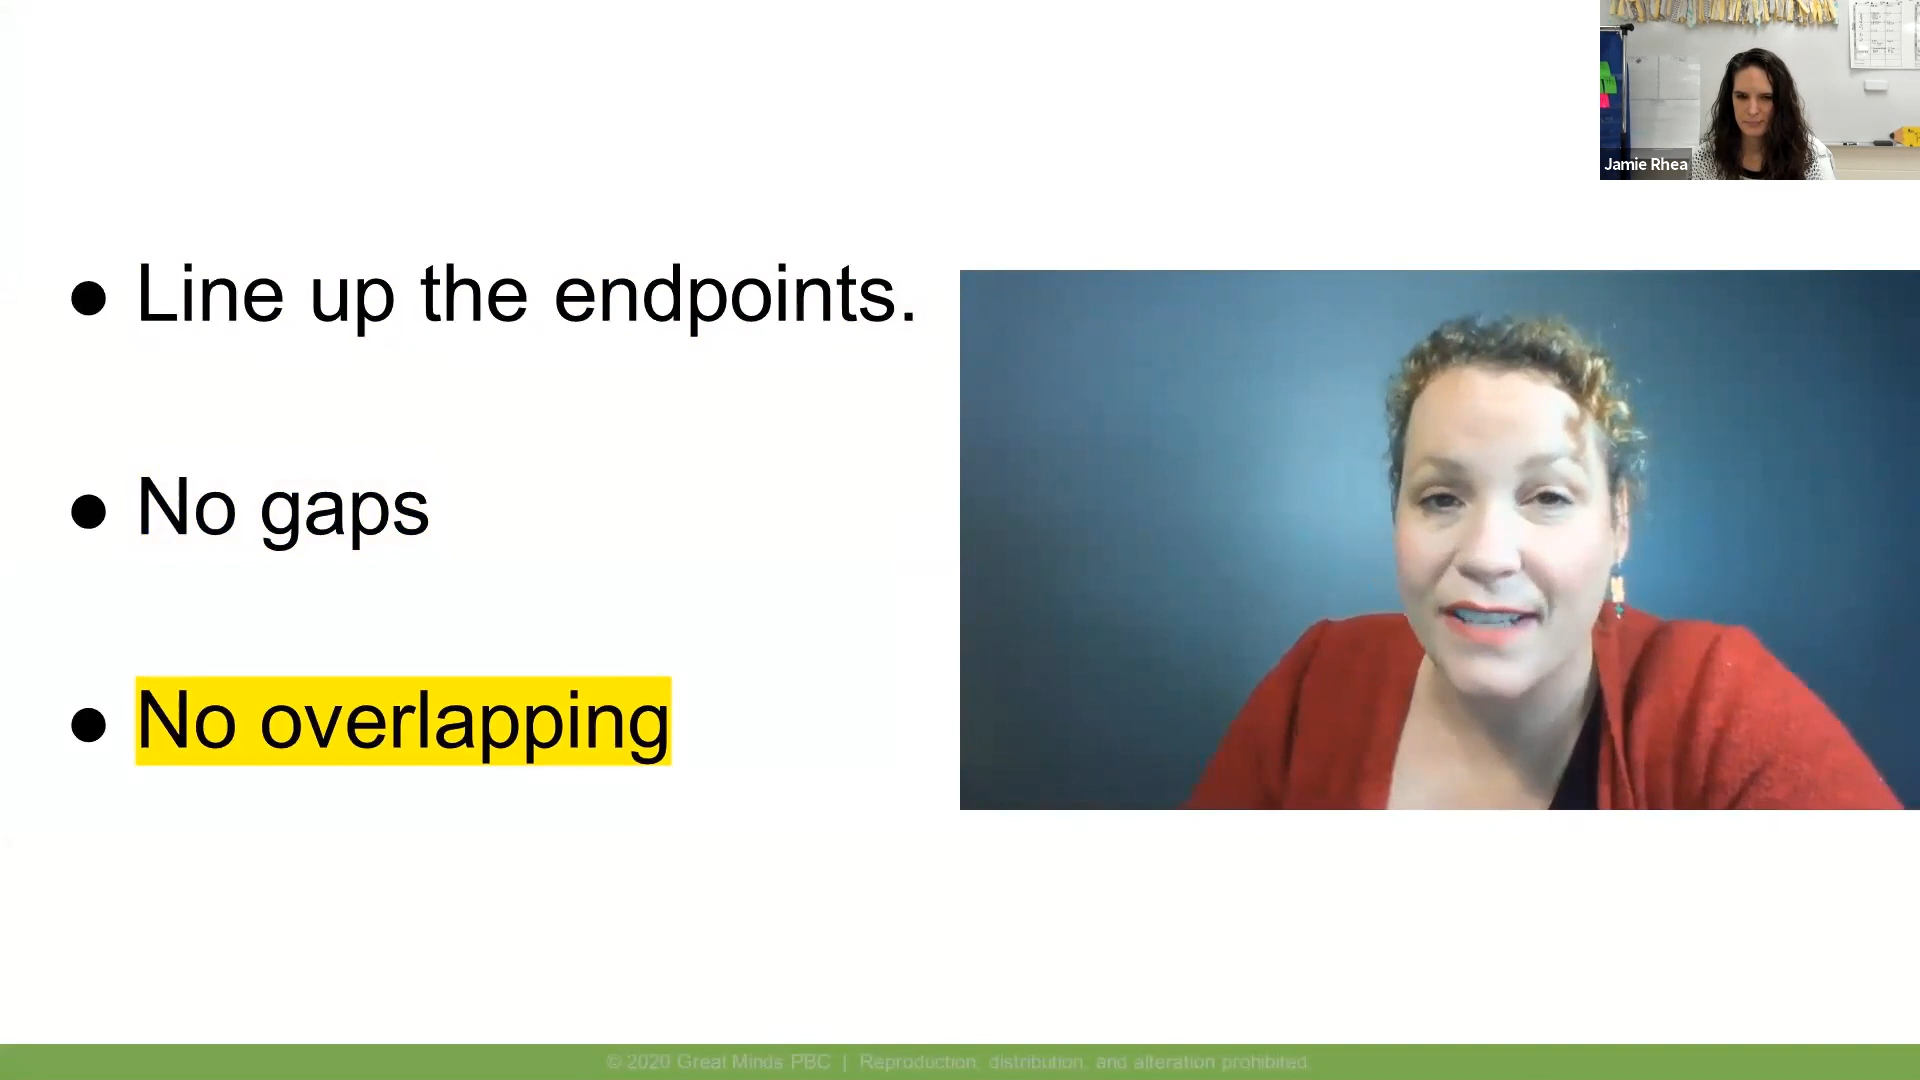 Jamie Rhea
● Line up the endpoints.
● No gaps
● No overlapping
© 2020 Great Minds PBC | Reproduction, distribution, and alteration prohibited.